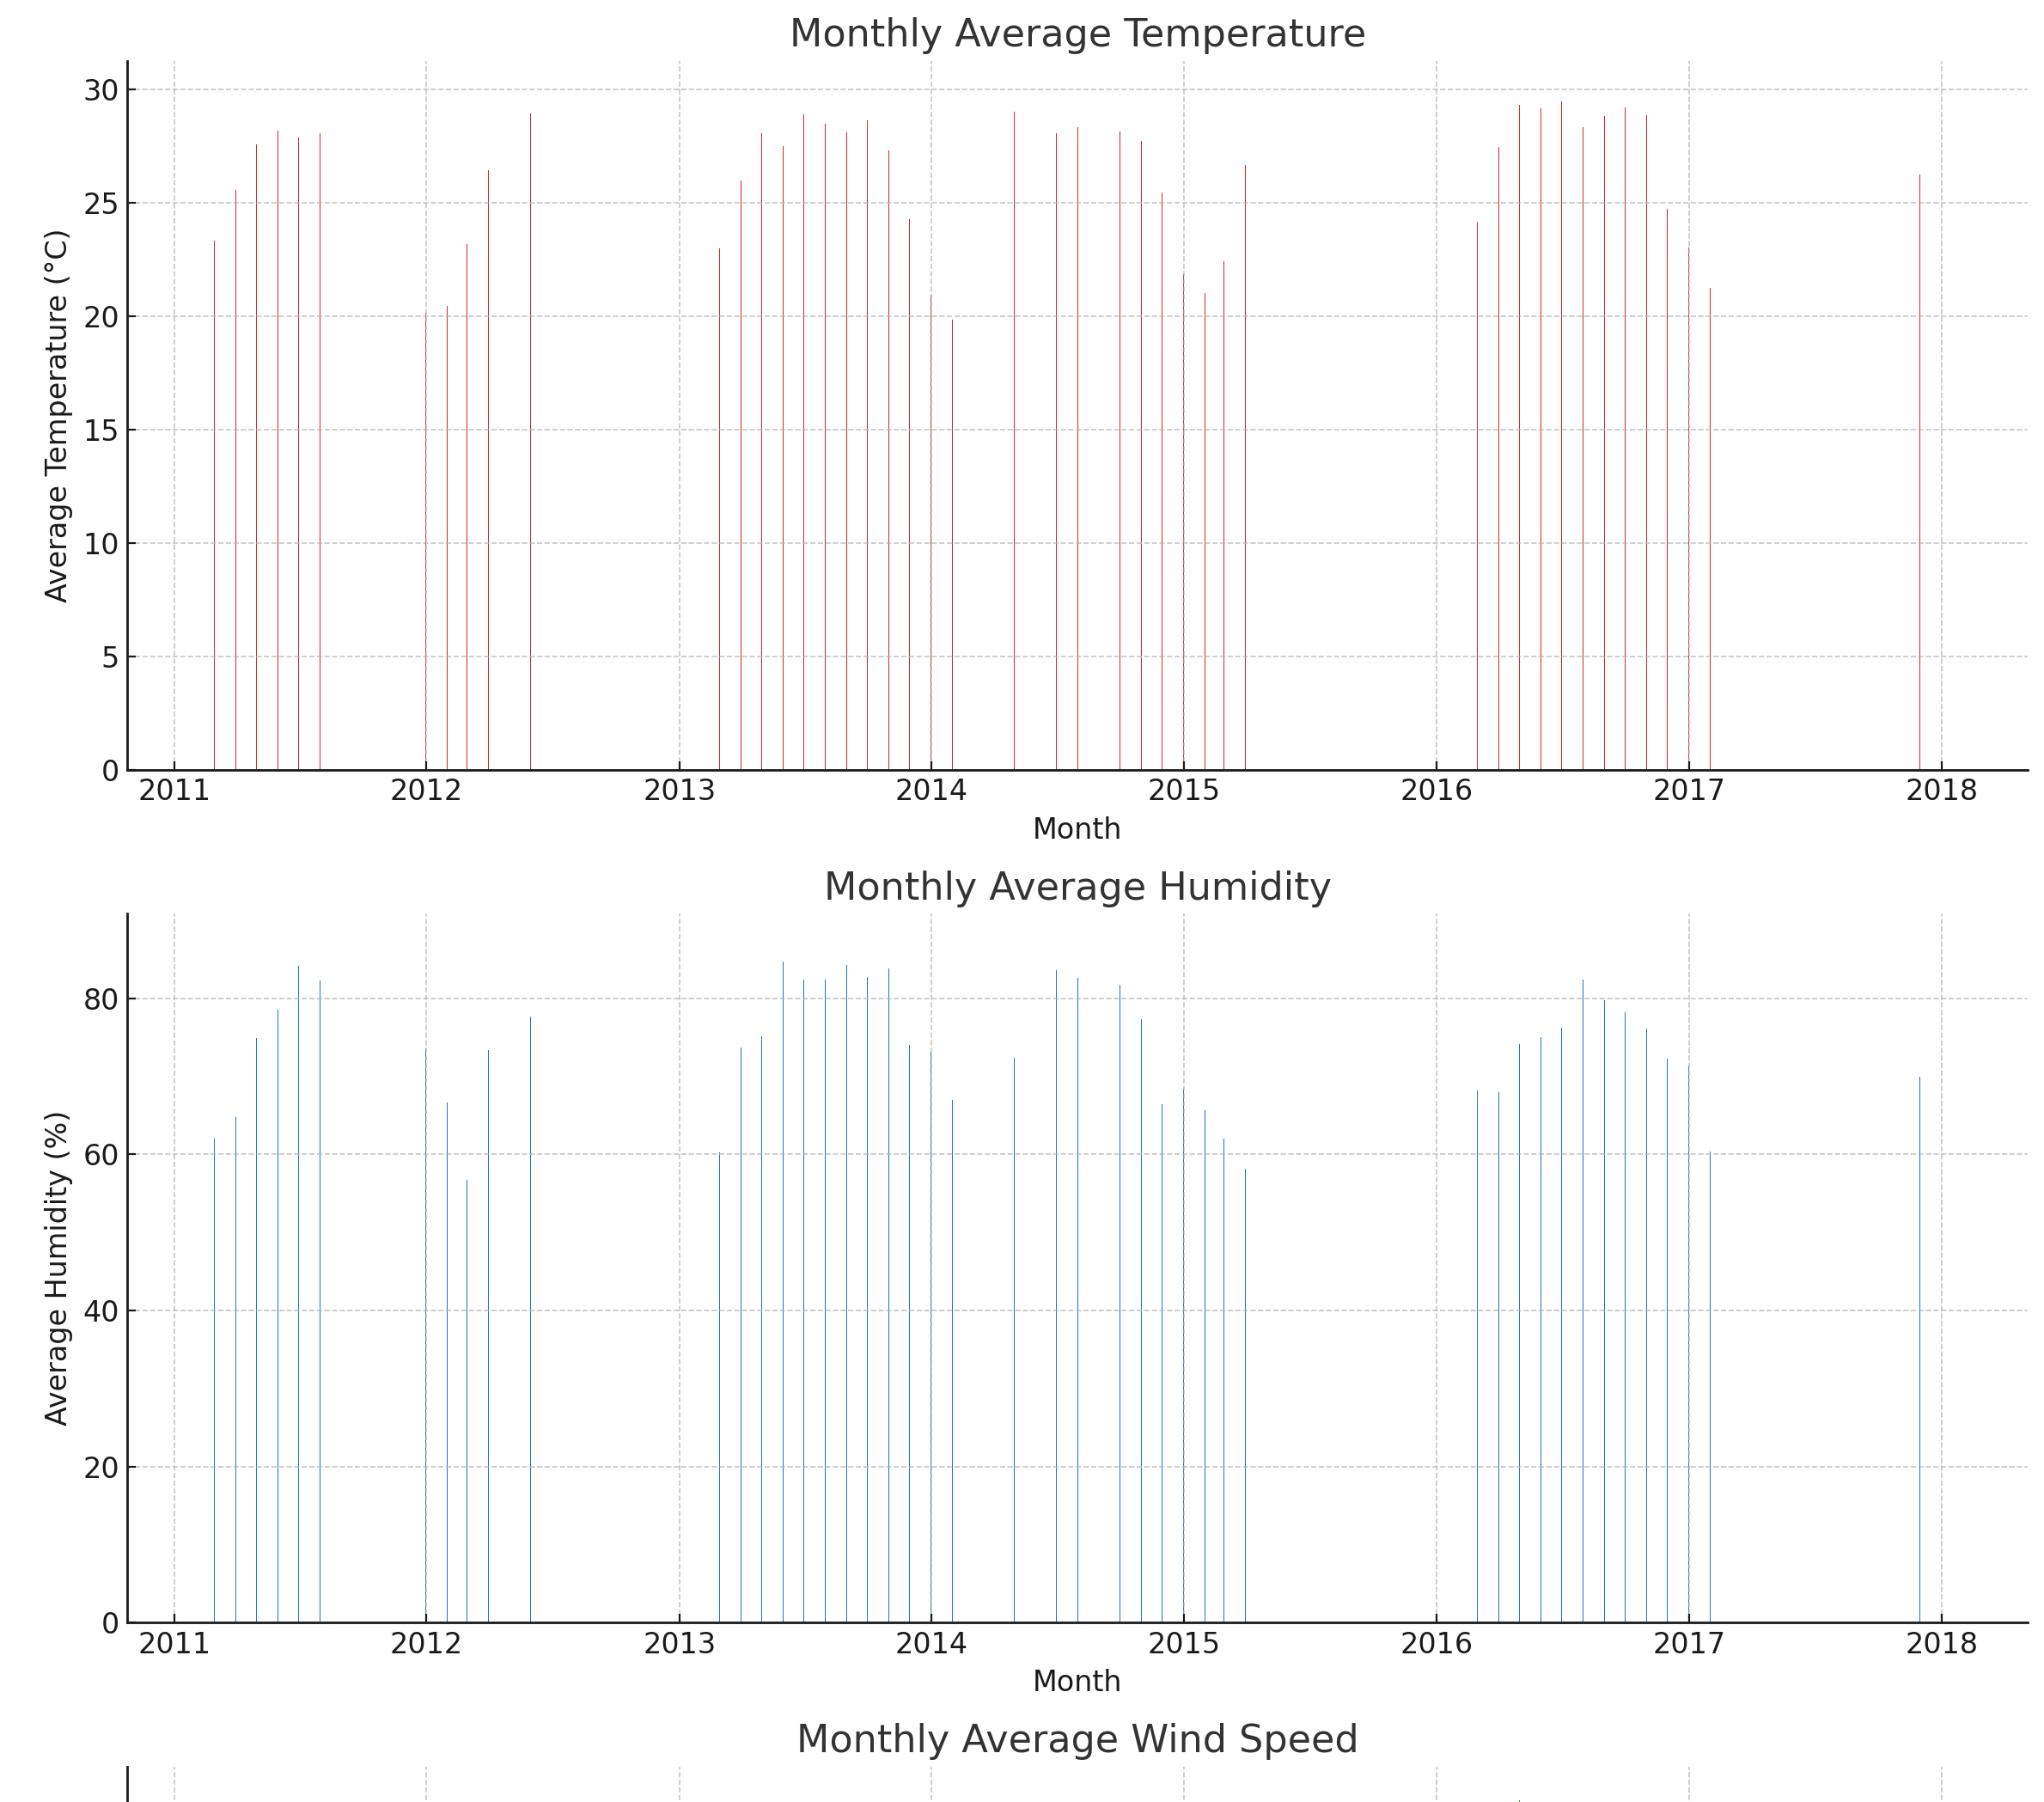 Monthly Average Temperature
30
25
20
15
10
5
0
Average Temperature (°C)
2011 2012 2013 2014 2015 2016 2017 2018
Month
Monthly Average Humidity
80
60
40
20
0
Average Humidity (%)
2011 2012 2013 2014 2015 2016 2017 2018
Month
Monthly Average Wind Speed